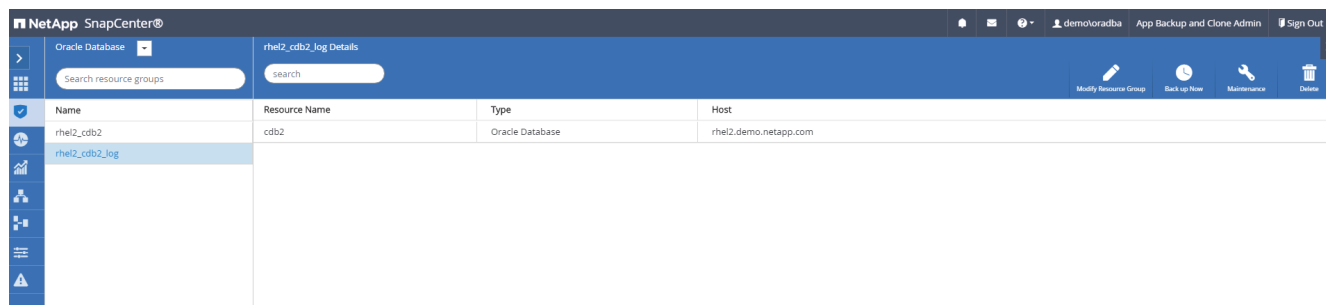 NetApp SnapCenter® demo\oradba App Backup and Clone Admin Sign Out
Oracle Database rhel2_cdb2_log Details
Search resource groups search
Modify Resource Group Back up Now Maintenance Delete
Name Resource Name Type Host
rhel2_cdb2 cdb2 Oracle Database rhel2.demo.netapp.com
rhel2_cdb2_log